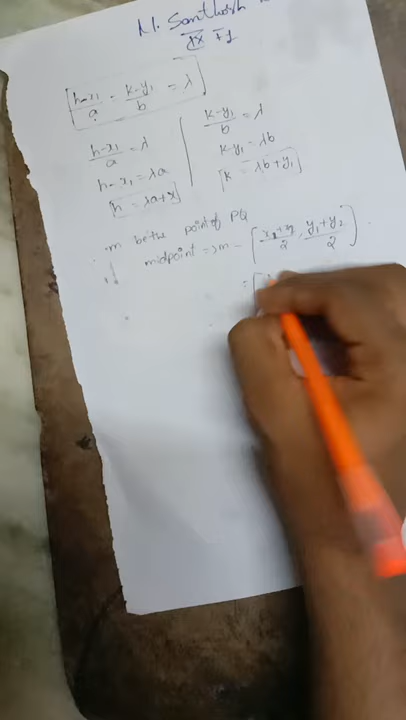 N. Santhosh
IX F
[h-x₁/a = k-y₁/b = λ]
h-x₁/a = λ
h-x₁ = λa
[h = λa+x₁]
k-y₁/b = λ
k-y₁ = λb
[k = λb+y₁]
m be the point of PQ
midpoint => m = [x₁+x₂/2, y₁+y₂/2]
= [